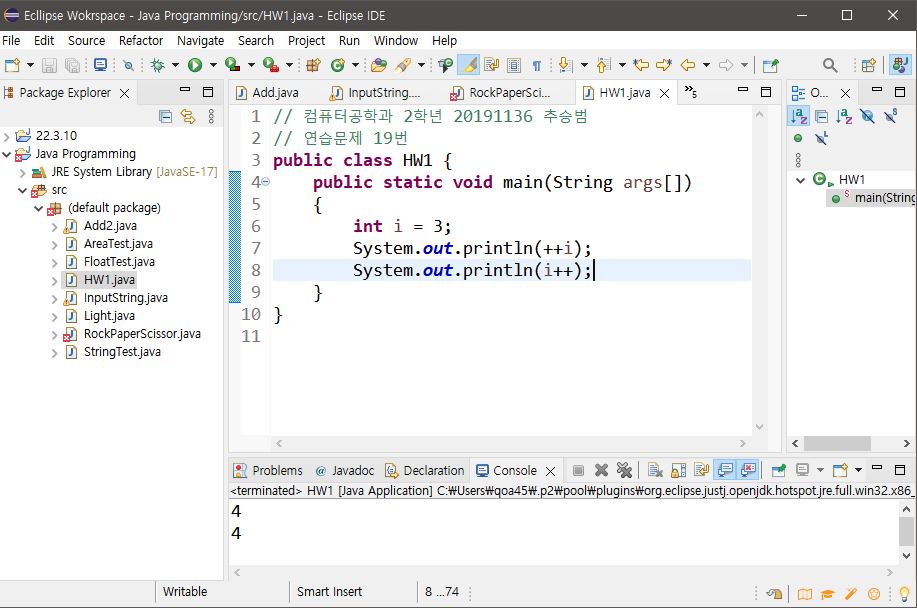 Ecllipse Wokrspace - Java Programming/src/HW1.java - Eclipse IDE
File Edit Source Refactor Navigate Search Project Run Window Help
Package Explorer
22.3.10
Java Programming
JRE System Library [JavaSE-17]
src
(default package)
Add2.java
AreaTest.java
FloatTest.java
HW1.java
InputString.java
Light.java
RockPaperScissor.java
StringTest.java
Add.java InputString.... RockPaperSci... HW1.java »5
1 // 컴퓨터공학과 2학년 20191136 추승범
2 // 연습문제 19번
3 public class HW1 {
4 public static void main(String args[])
5 {
6 int i = 3;
7 System.out.println(++i);
8 System.out.println(i++);
9 }
10 }
11
O...
HW1
main(String
Problems Javadoc Declaration Console
<terminated> HW1 [Java Application] C:₩Users₩qoa45₩.p2₩pool₩plugins₩org.eclipse.justj.openjdk.hotspot.jre.full.win32.x86_
4
4
Writable Smart Insert 8 ...74